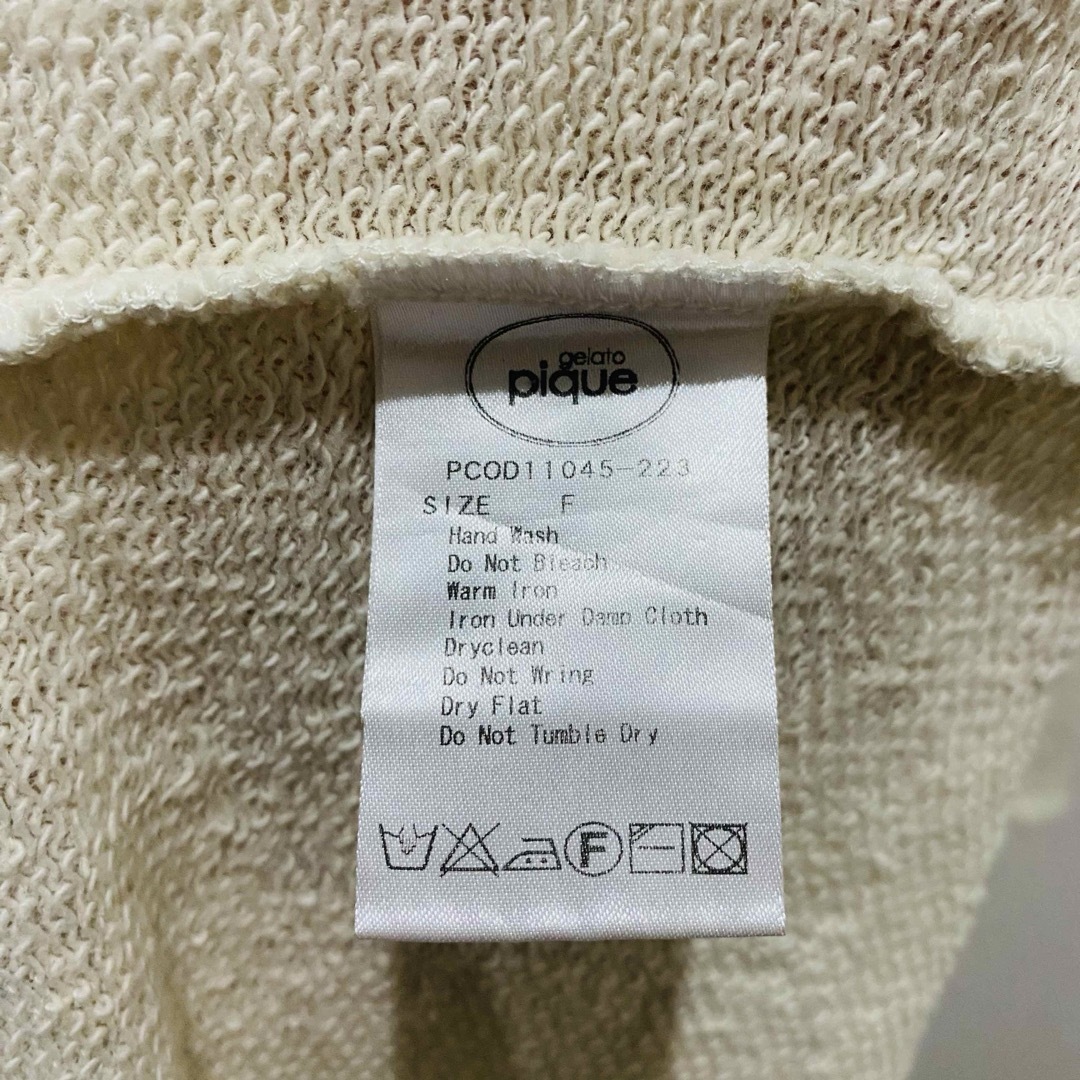 gelato
pique
PCOD11045-223
SIZE F
Hand Wash
Do Not Bleach
Warm Iron
Iron Under Damp Cloth
Dryclean
Do Not Wring
Dry Flat
Do Not Tumble Dry
F